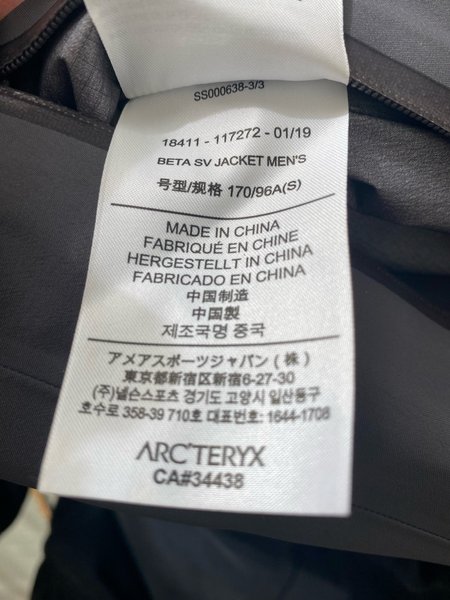 SS000638-3/3
18411 - 117272 - 01/19
BETA SV JACKET MEN'S
号型/规格 170/96A(S)
MADE IN CHINA
FABRIQUÉ EN CHINE
HERGESTELLT IN CHINA
FABRICADO EN CHINA
中国制造
中国製
제조국명 중국
アメアスポーツジャパン (株)
東京都新宿区新宿6-27-30
(주)넬슨스포츠 경기도 고양시 일산동구
호수로 358-39 710호 대표번호: 1644-1708
ARC'TERYX
CA#34438